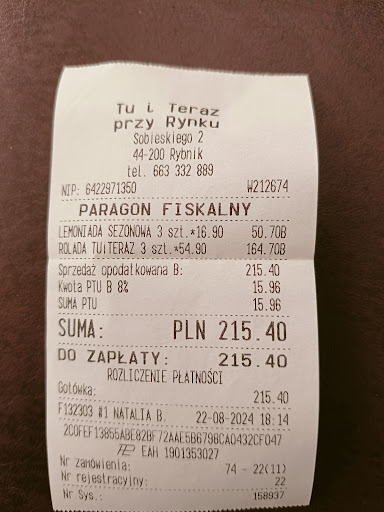 Tu i Teraz
przy Rynku
Sobieskiego 2
44-200 Rybnik
tel. 663 332 889
NIP: 6422971350 W212674
PARAGON FISKALNY
LEMONIADA SEZONOWA 3 szt.*16.90 50.70B
ROLADA TUiTERAZ 3 szt.*54.90 164.70B
Sprzedaż opodatkowana B: 215.40
Kwota PTU B 8% 15.96
SUMA PTU 15.96
SUMA: PLN 215.40
DO ZAPŁATY: 215.40
ROZLICZENIE PŁATNOŚCI
Gotówka: 215.40
F132303 #1 NATALIA B. 22-08-2024 18:14
2C0FEF13855ABE82BF72AAE5B6798CA0432CF047
EAH 1901353027
Nr zamówienia: 74 - 22(11)
Nr rejestracyjny: 22
Nr Sys.: 158937